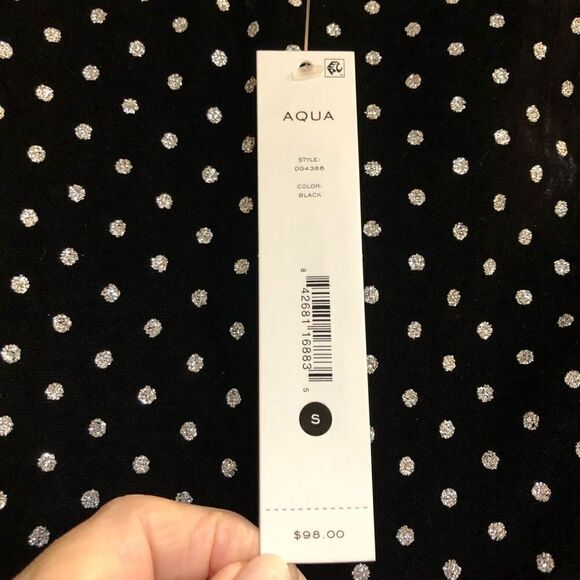 AQUA
STYLE:
DG4386
COLOR:
BLACK
8 42681 16883 5
S
$98.00